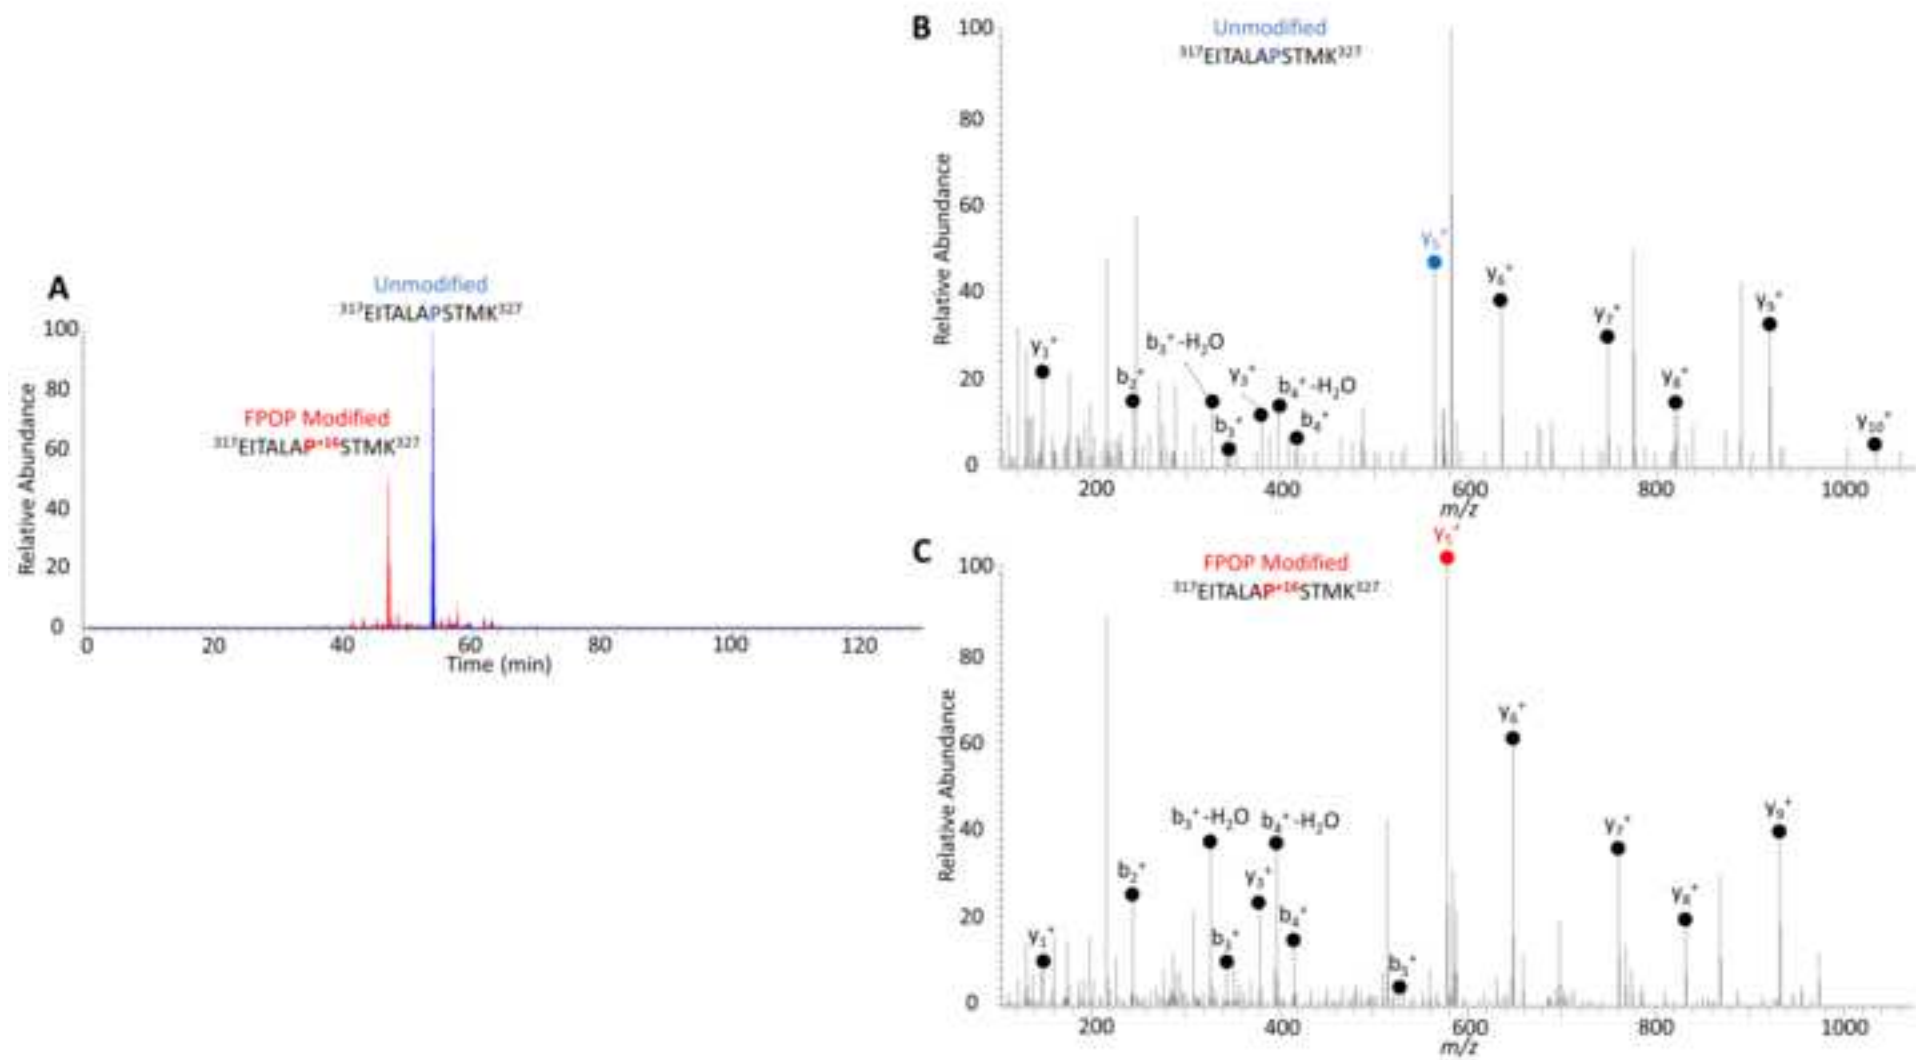 A
Unmodified
³¹⁷EITALAPSTMK³²⁷
FPOP Modified
³¹⁷EITALAP⁺¹⁶STMK³²⁷
Relative Abundance
100
80
60
40
20
0
0 20 40 60 80 100 120
Time (min)
B
Unmodified
³¹⁷EITALAPSTMK³²⁷
Relative Abundance
100
80
60
40
20
0
y₁⁺
b₂⁺
b₃⁺-H₂O
b₃⁺
y₃⁺
b₄⁺-H₂O
b₄⁺
y₅⁺
y₆⁺
y₇⁺
y₈⁺
y₉⁺
y₁₀⁺
200 400 600 800 1000
m/z
C
FPOP Modified
³¹⁷EITALAP⁺¹⁶STMK³²⁷
Relative Abundance
100
80
60
40
20
0
y₁⁺
b₂⁺
b₃⁺-H₂O
b₃⁺
y₃⁺
b₄⁺-H₂O
b₄⁺
b₅⁺
y₅⁺
y₆⁺
y₇⁺
y₈⁺
y₉⁺
200 400 600 800 1000
m/z